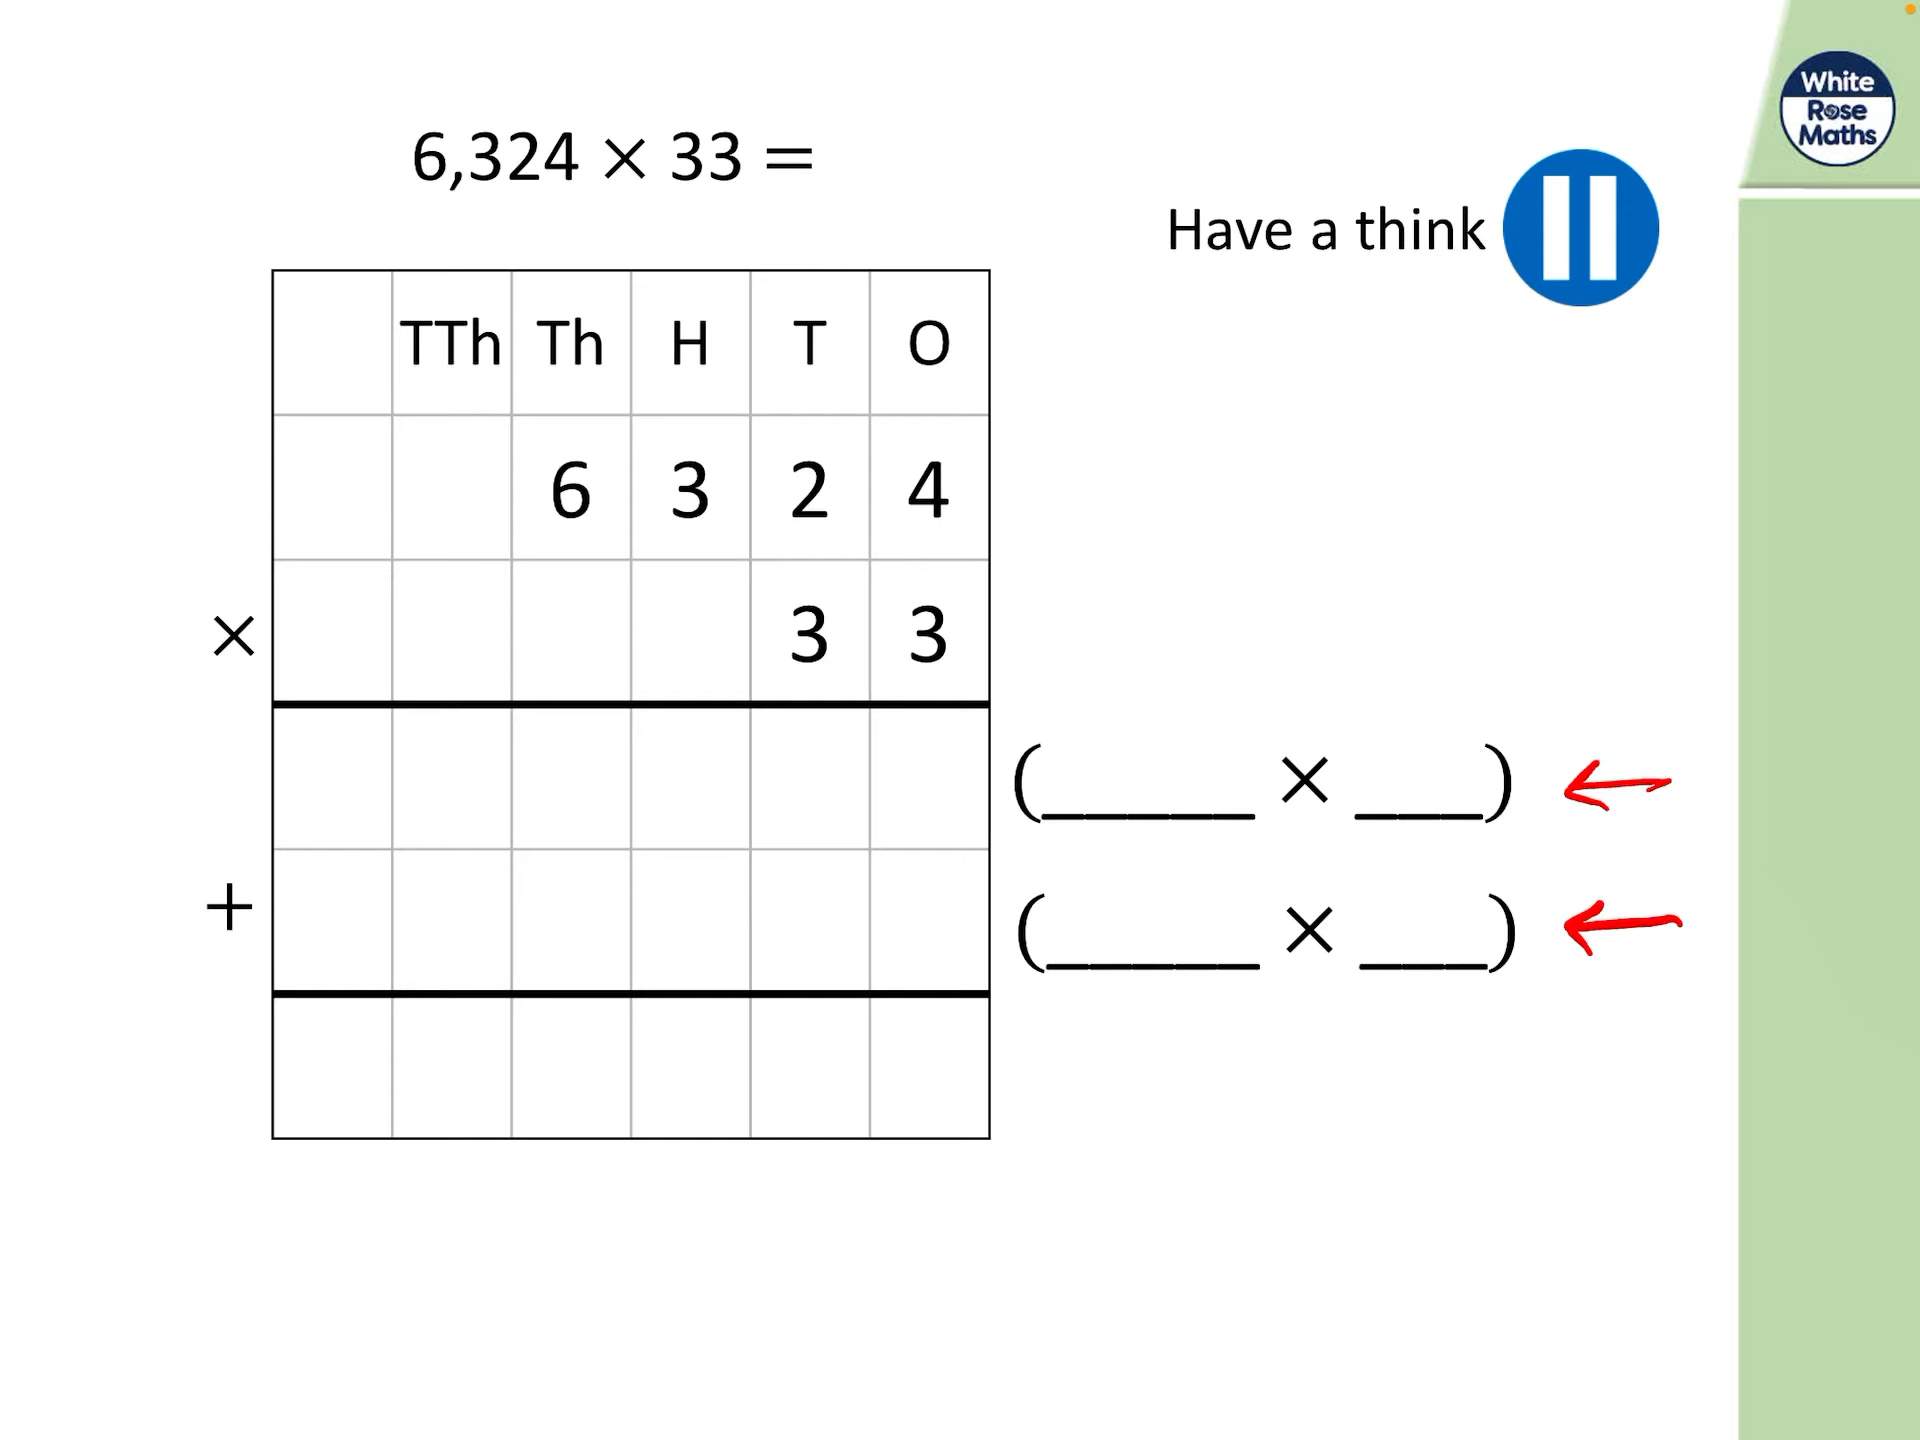 White
Rose
Maths
6,324 × 33 =
Have a think
TTh Th H T O
6 3 2 4
× 3 3
(_____ × ___)
+ (_____ × ___)